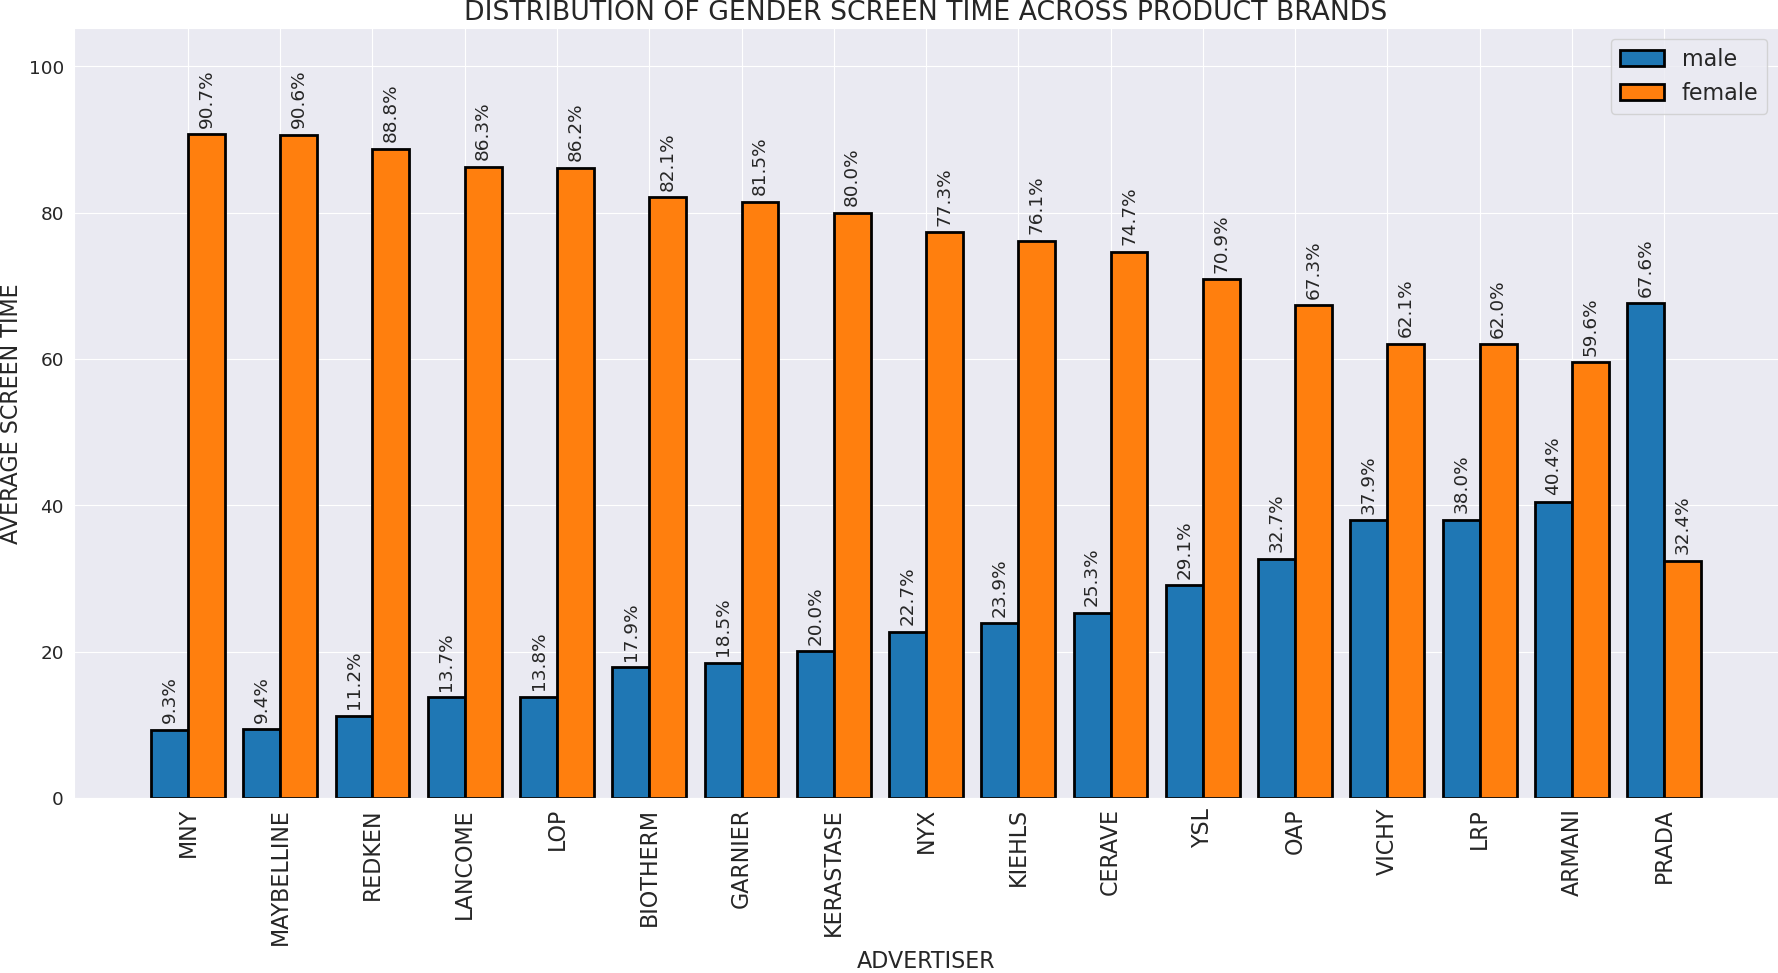 DISTRIBUTION OF GENDER SCREEN TIME ACROSS PRODUCT BRANDS
male
female
AVERAGE SCREEN TIME
100
80
60
40
20
0
9.3%
90.7%
9.4%
90.6%
11.2%
88.8%
13.7%
86.3%
13.8%
86.2%
17.9%
82.1%
18.5%
81.5%
20.0%
80.0%
22.7%
77.3%
23.9%
76.1%
25.3%
74.7%
29.1%
70.9%
32.7%
67.3%
37.9%
62.1%
38.0%
62.0%
40.4%
59.6%
67.6%
32.4%
MNY
MAYBELLINE
REDKEN
LANCOME
LOP
BIOTHERM
GARNIER
KERASTASE
NYX
KIEHLS
CERAVE
YSL
OAP
VICHY
LRP
ARMANI
PRADA
ADVERTISER